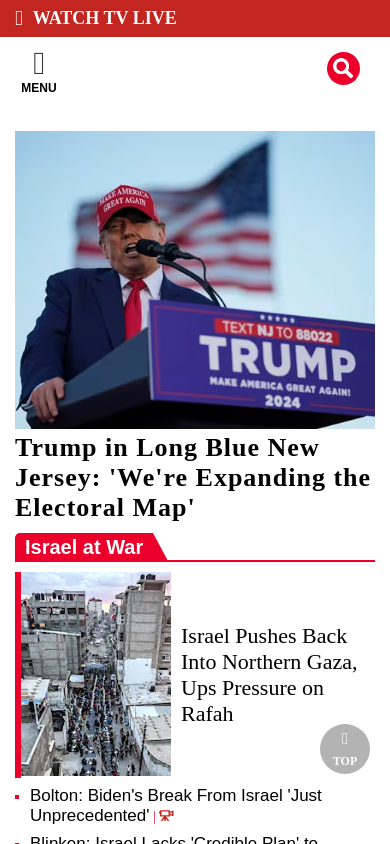 WATCH TV LIVE
MENU
MAKE AMERICA
GREAT AGAIN
TEXT NJ TO 88022
TRUMP
MAKE AMERICA GREAT AGAIN!
2024
Trump in Long Blue New
Jersey: 'We're Expanding the
Electoral Map'
Israel at War
Israel Pushes Back
Into Northern Gaza,
Ups Pressure on
Rafah
TOP
Bolton: Biden's Break From Israel 'Just
Unprecedented' |
Blinken: Israel Lacks 'Credible Plan' to